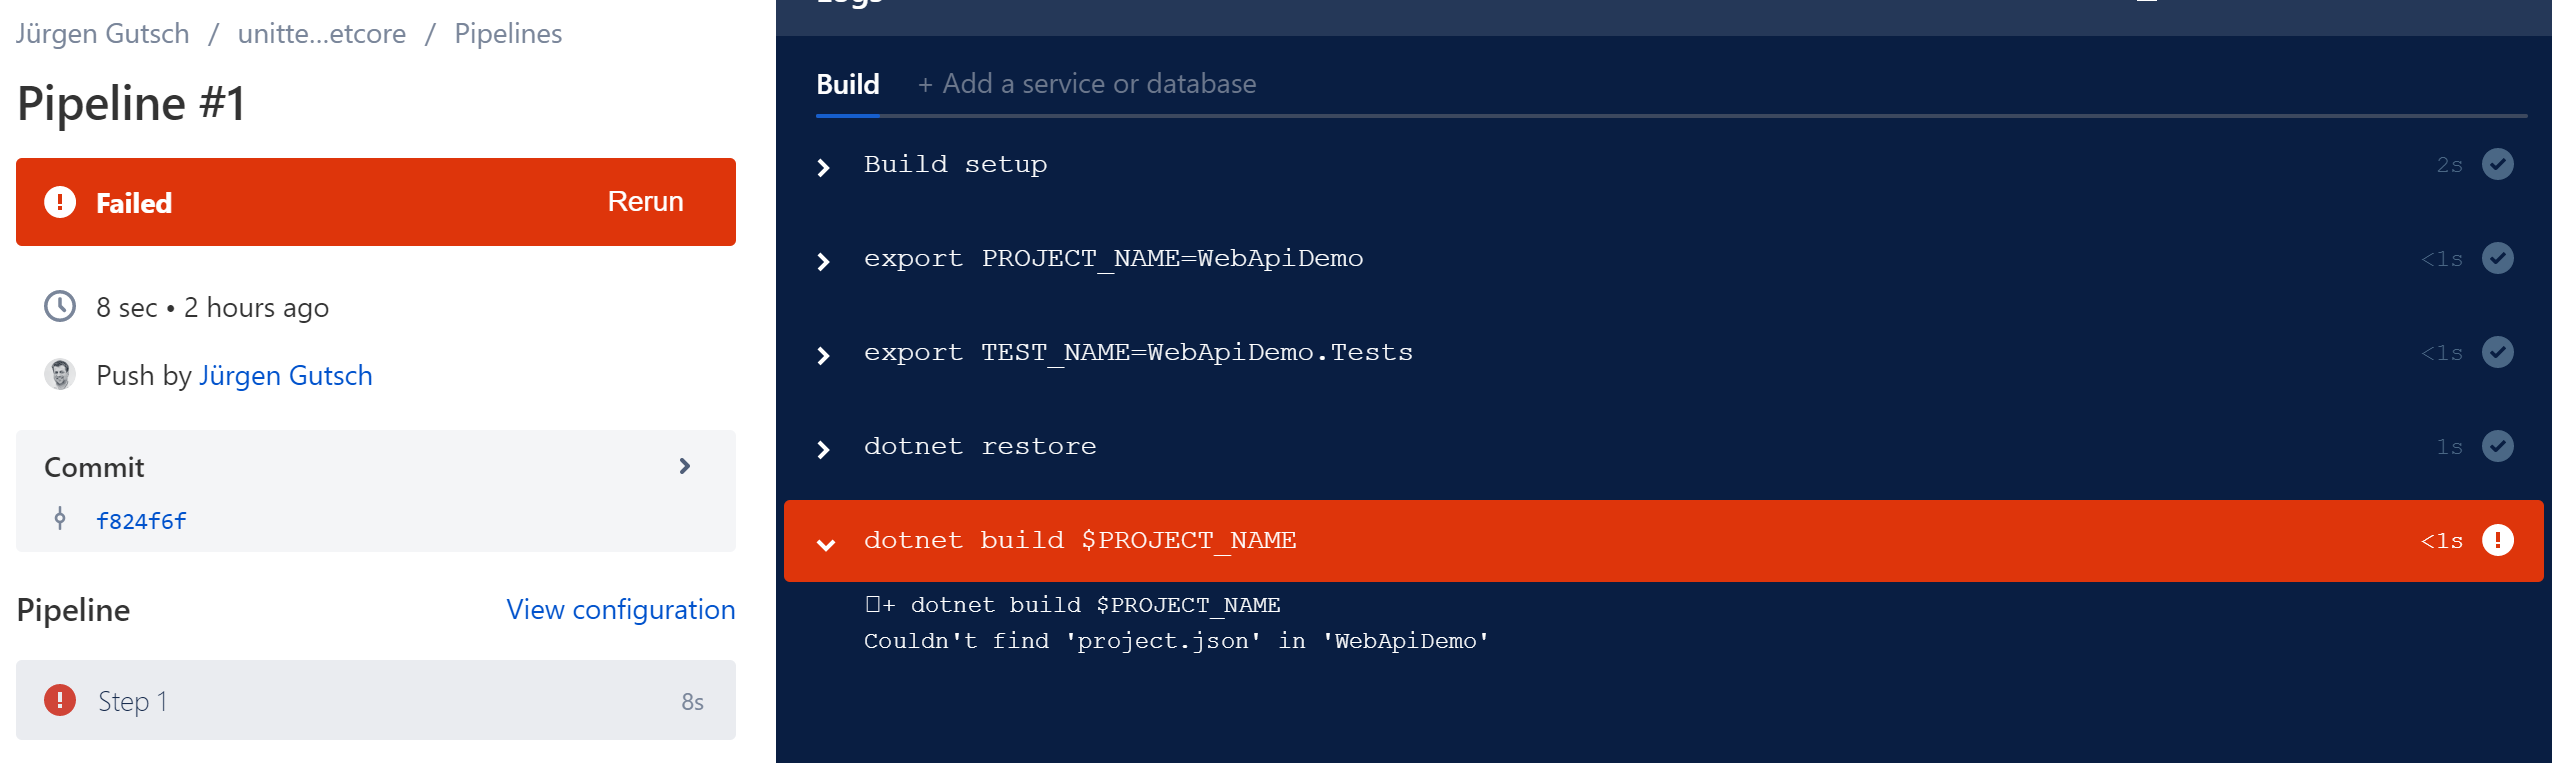 Jürgen Gutsch / unitte...etcore / Pipelines
Pipeline #1
Failed Rerun
8 sec • 2 hours ago
Push by Jürgen Gutsch
Commit
f824f6f
Pipeline View configuration
Step 1 8s
Build + Add a service or database
Build setup 2s
export PROJECT_NAME=WebApiDemo <1s
export TEST_NAME=WebApiDemo.Tests <1s
dotnet restore 1s
dotnet build $PROJECT_NAME <1s
+ dotnet build $PROJECT_NAME
Couldn't find 'project.json' in 'WebApiDemo'